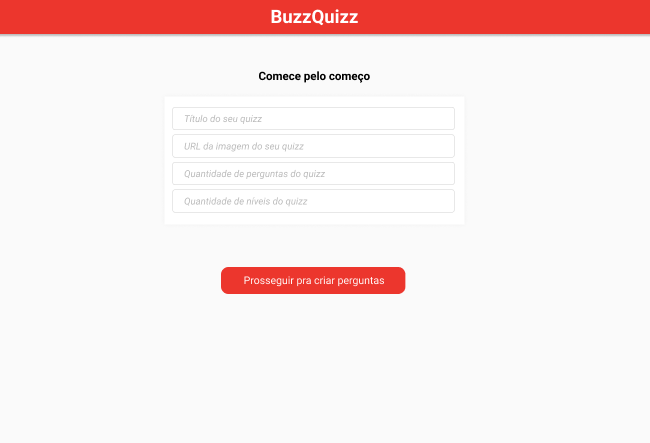 BuzzQuizz
Comece pelo começo
Título do seu quizz
URL da imagem do seu quizz
Quantidade de perguntas do quizz
Quantidade de níveis do quizz
Prosseguir pra criar perguntas